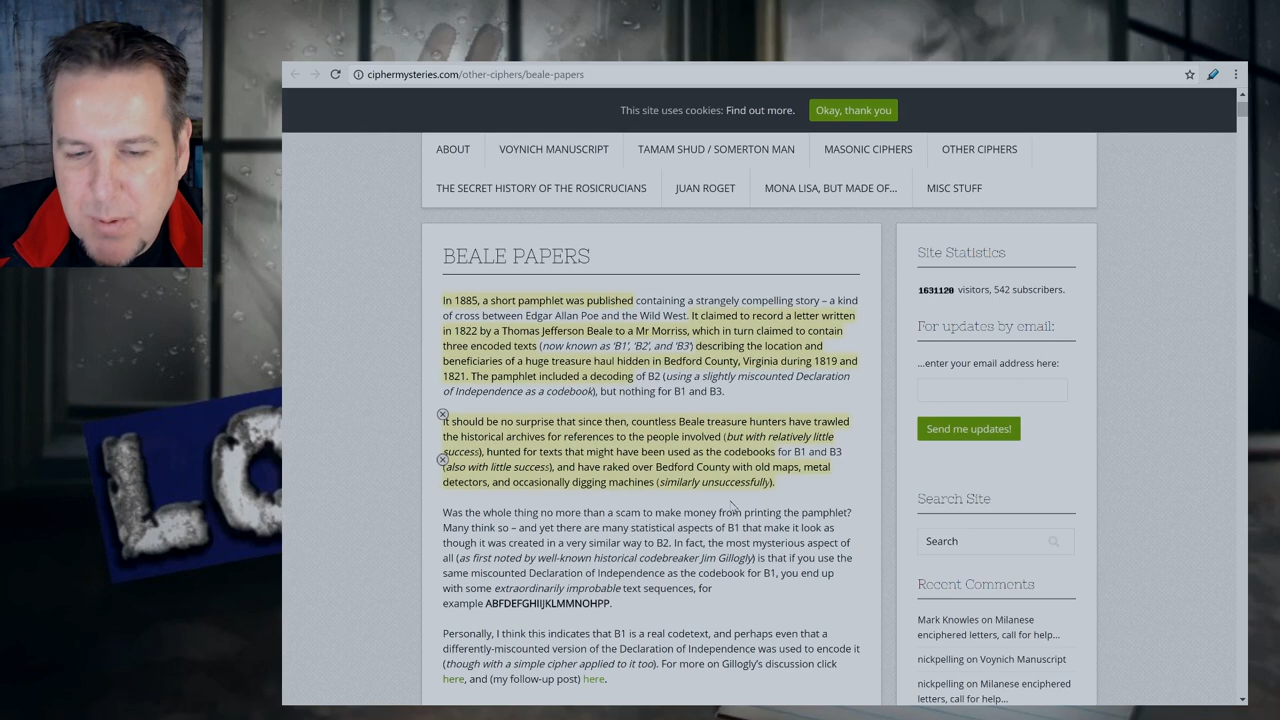 ciphermysteries.com/other-ciphers/beale-papers
This site uses cookies: Find out more.
Okay, thank you
ABOUT
VOYNICH MANUSCRIPT
TAMAM SHUD / SOMERTON MAN
MASONIC CIPHERS
OTHER CIPHERS
THE SECRET HISTORY OF THE ROSICRUCIANS
JUAN ROGET
MONA LISA, BUT MADE OF...
MISC STUFF
BEALE PAPERS
In 1885, a short pamphlet was published containing a strangely compelling story – a kind
of cross between Edgar Allan Poe and the Wild West. It claimed to record a letter written
in 1822 by a Thomas Jefferson Beale to a Mr Morriss, which in turn claimed to contain
three encoded texts (now known as 'B1', 'B2', and 'B3') describing the location and
beneficiaries of a huge treasure haul hidden in Bedford County, Virginia during 1819 and
1821. The pamphlet included a decoding of B2 (using a slightly miscounted Declaration
of Independence as a codebook), but nothing for B1 and B3.
It should be no surprise that since then, countless Beale treasure hunters have trawled
the historical archives for references to the people involved (but with relatively little
success), hunted for texts that might have been used as the codebooks for B1 and B3
(also with little success), and have raked over Bedford County with old maps, metal
detectors, and occasionally digging machines (similarly unsuccessfully).
Was the whole thing no more than a scam to make money from printing the pamphlet?
Many think so – and yet there are many statistical aspects of B1 that make it look as
though it was created in a very similar way to B2. In fact, the most mysterious aspect of
all (as first noted by well-known historical codebreaker Jim Gillogly) is that if you use the
same miscounted Declaration of Independence as the codebook for B1, you end up
with some extraordinarily improbable text sequences, for
example ABFDEFGHIIJKLMMNOHPP.
Personally, I think this indicates that B1 is a real codetext, and perhaps even that a
differently-miscounted version of the Declaration of Independence was used to encode it
(though with a simple cipher applied to it too). For more on Gillogly's discussion click
here, and (my follow-up post) here.
Site Statistics
1631120 visitors, 542 subscribers.
For updates by email:
...enter your email address here:
Send me updates!
Search Site
Search
Recent Comments
Mark Knowles on Milanese
enciphered letters, call for help...
nickpelling on Voynich Manuscript
nickpelling on Milanese enciphered
letters, call for help...
LO